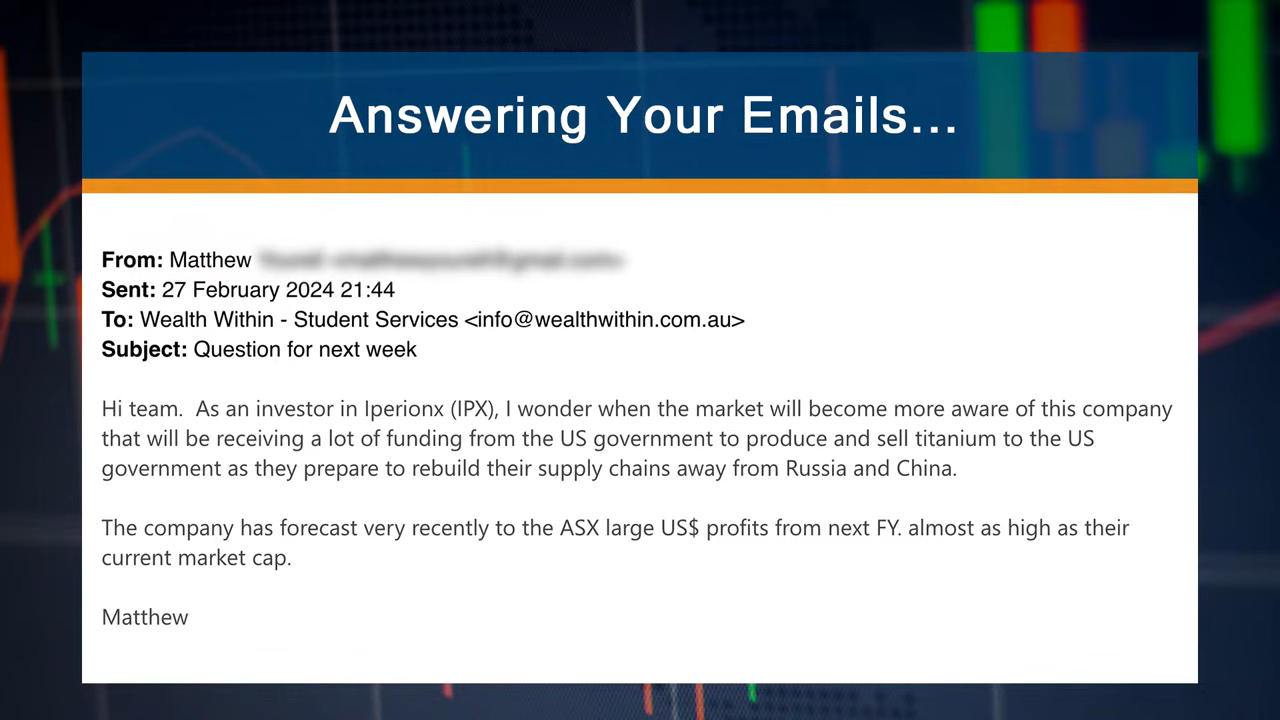 Answering Your Emails...
From: Matthew
Sent: 27 February 2024 21:44
To: Wealth Within - Student Services <info@wealthwithin.com.au>
Subject: Question for next week
Hi team.  As an investor in Iperionx (IPX), I wonder when the market will become more aware of this company
that will be receiving a lot of funding from the US government to produce and sell titanium to the US
government as they prepare to rebuild their supply chains away from Russia and China.
The company has forecast very recently to the ASX large US$ profits from next FY. almost as high as their
current market cap.
Matthew